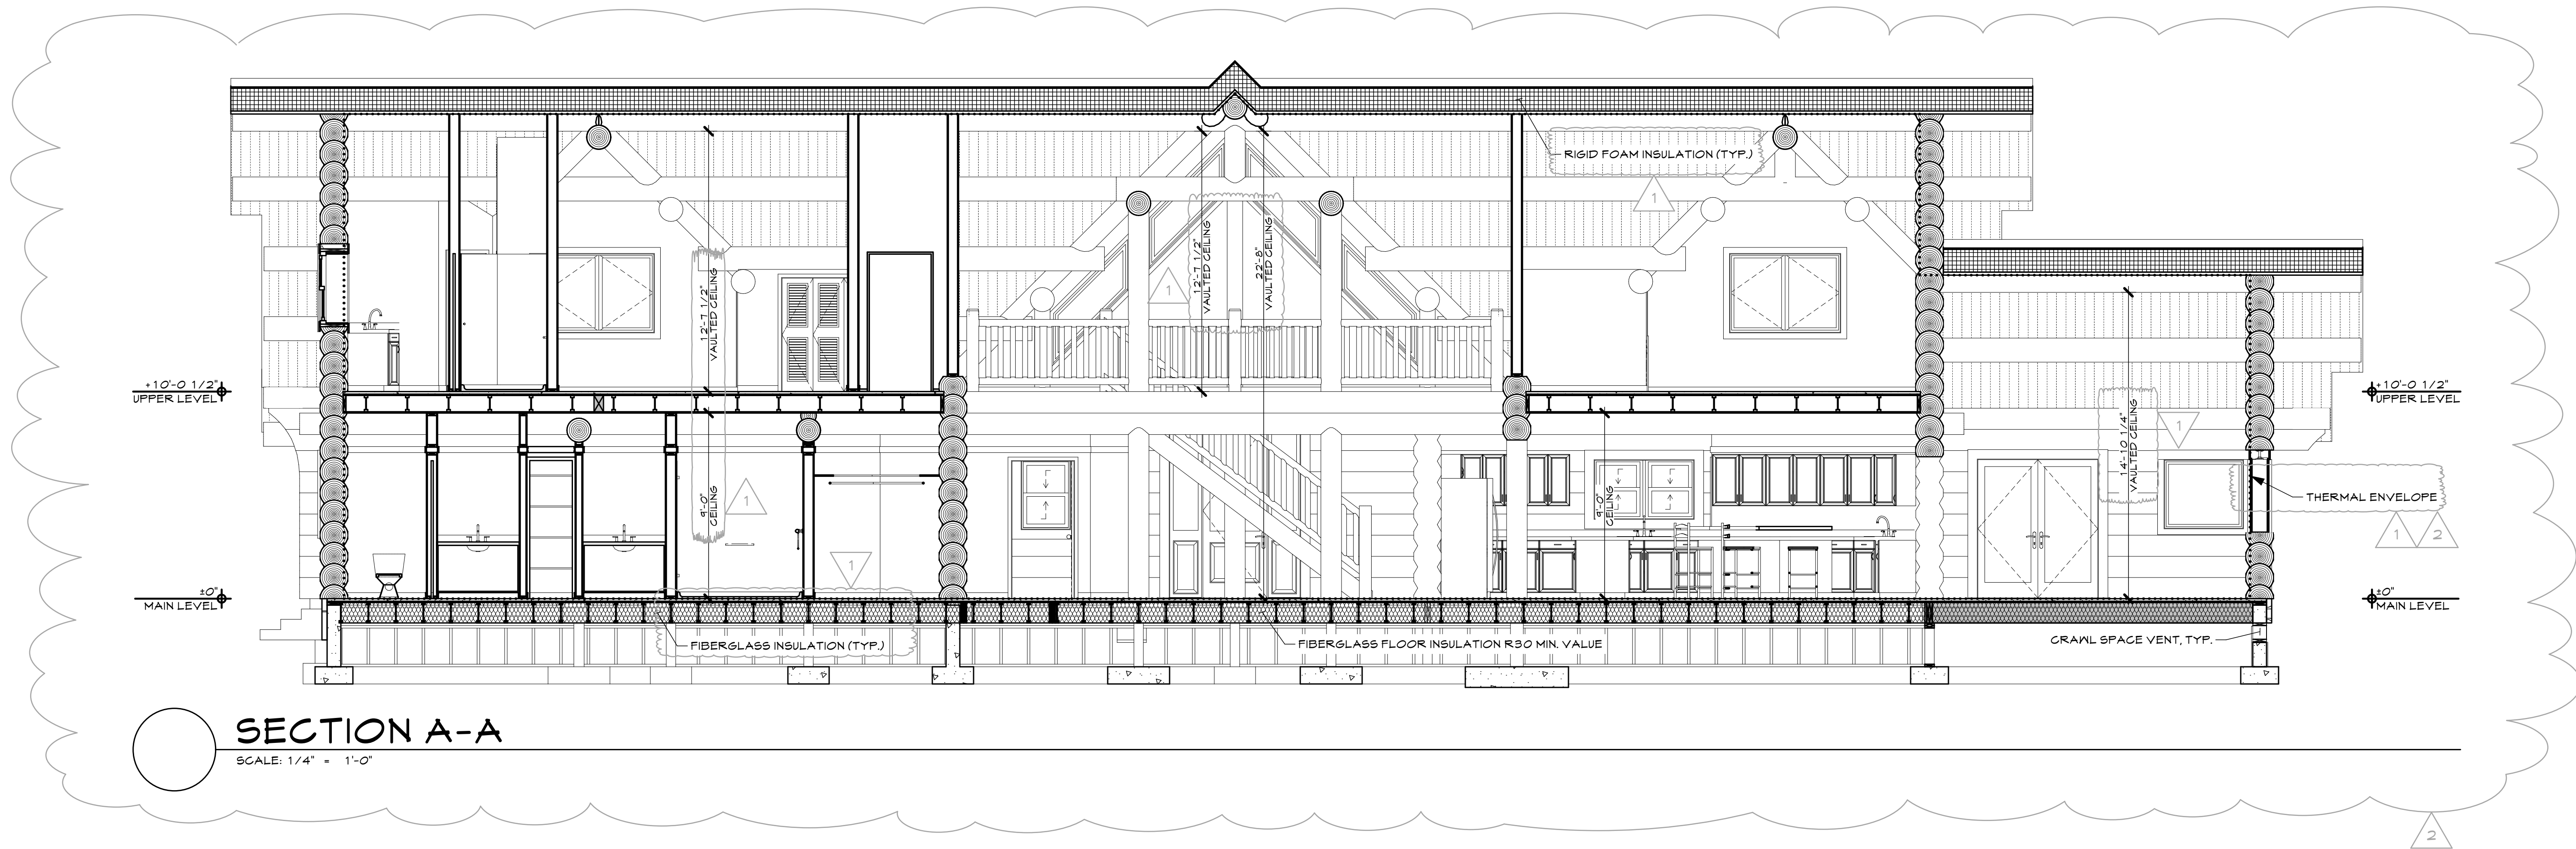 RIGID FOAM INSULATION (TYP.)
1
12'-7 1/2"
VAULTED CEILING
12'-7 1/2"
VAULTED CEILING
22'-8"
VAULTED CEILING
1
+10'-0 1/2"
UPPER LEVEL
+10'-0 1/2"
UPPER LEVEL
14'-10 1/4"
VAULTED CEILING
1
9'-0"
CEILING
1
9'-0"
CEILING
THERMAL ENVELOPE
1
2
1
±0"
MAIN LEVEL
±0"
MAIN LEVEL
FIBERGLASS INSULATION (TYP.)
FIBERGLASS FLOOR INSULATION R30 MIN. VALUE
CRAWL SPACE VENT, TYP.
SECTION A-A
SCALE: 1/4" = 1'-0"
2